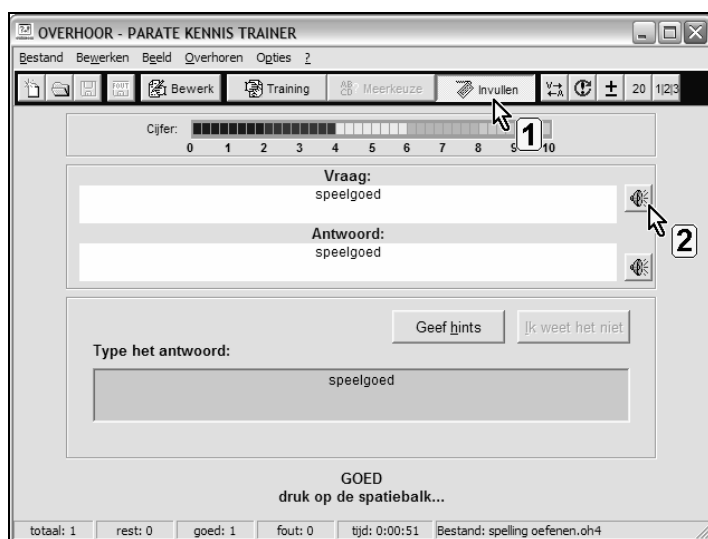 OVERHOOR - PARATE KENNIS TRAINER
Bestand Bewerken Beeld Overhoren Opties ?
FOUT Bewerk Training AB CD Meerkeuze Invullen V A ± 20 1|2|3
1
Cijfer:
0 1 2 3 4 5 6 7 8 9 10
Vraag:
speelgoed
2
Antwoord:
speelgoed
Geef hints Ik weet het niet
Type het antwoord:
speelgoed
GOED
druk op de spatiebalk...
totaal: 1 rest: 0 goed: 1 fout: 0 tijd: 0:00:51 Bestand: spelling oefenen.oh4